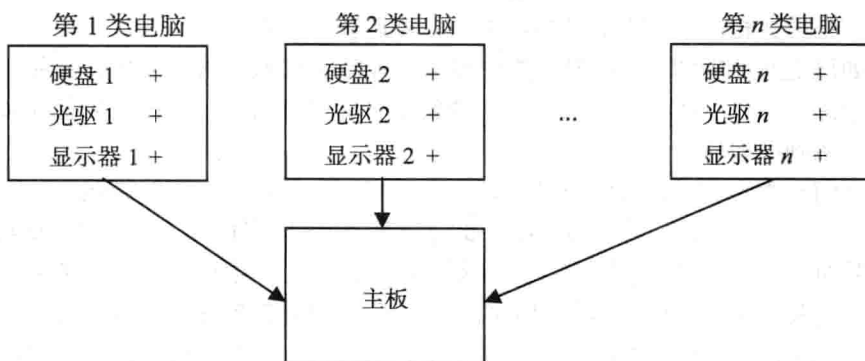 第 1 类电脑
硬盘 1 +
光驱 1 +
显示器 1 +
第 2 类电脑
硬盘 2 +
光驱 2 +
显示器 2 +
...
第 n 类电脑
硬盘 n +
光驱 n +
显示器 n +
主板